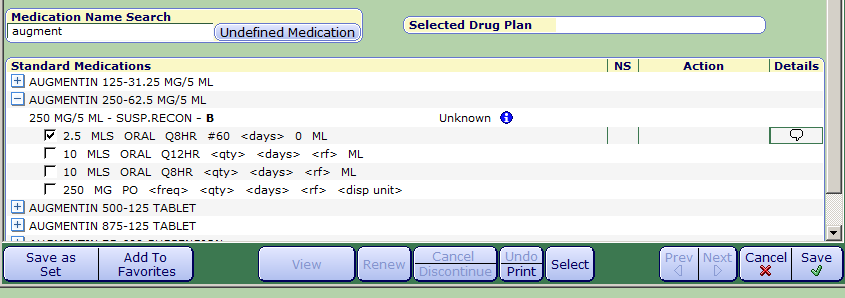 Medication Name Search
augment
Undefined Medication
Selected Drug Plan
Standard Medications NS Action Details
AUGMENTIN 125-31.25 MG/5 ML
AUGMENTIN 250-62.5 MG/5 ML
250 MG/5 ML - SUSP.RECON - B Unknown
2.5 MLS ORAL Q8HR #60 <days> 0 ML
10 MLS ORAL Q12HR <qty> <days> <rf> ML
10 MLS ORAL Q8HR <qty> <days> <rf> ML
250 MG PO <freq> <qty> <days> <rf> <disp unit>
AUGMENTIN 500-125 TABLET
AUGMENTIN 875-125 TABLET
Save as Set
Add To Favorites
View
Renew
Cancel
Discontinue
Undo
Print
Select
Prev
Next
Cancel
Save